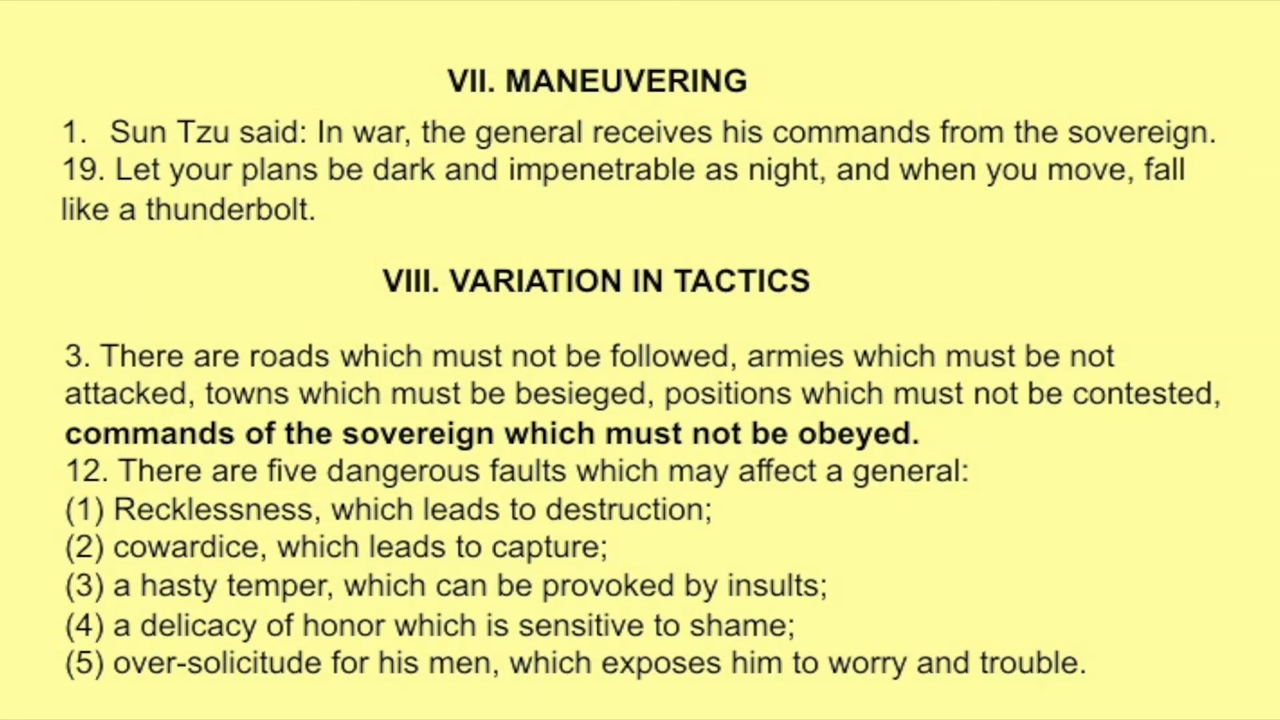 VII. MANEUVERING
1. Sun Tzu said: In war, the general receives his commands from the sovereign.
19. Let your plans be dark and impenetrable as night, and when you move, fall
like a thunderbolt.
VIII. VARIATION IN TACTICS
3. There are roads which must not be followed, armies which must be not
attacked, towns which must be besieged, positions which must not be contested,
commands of the sovereign which must not be obeyed.
12. There are five dangerous faults which may affect a general:
(1) Recklessness, which leads to destruction;
(2) cowardice, which leads to capture;
(3) a hasty temper, which can be provoked by insults;
(4) a delicacy of honor which is sensitive to shame;
(5) over-solicitude for his men, which exposes him to worry and trouble.